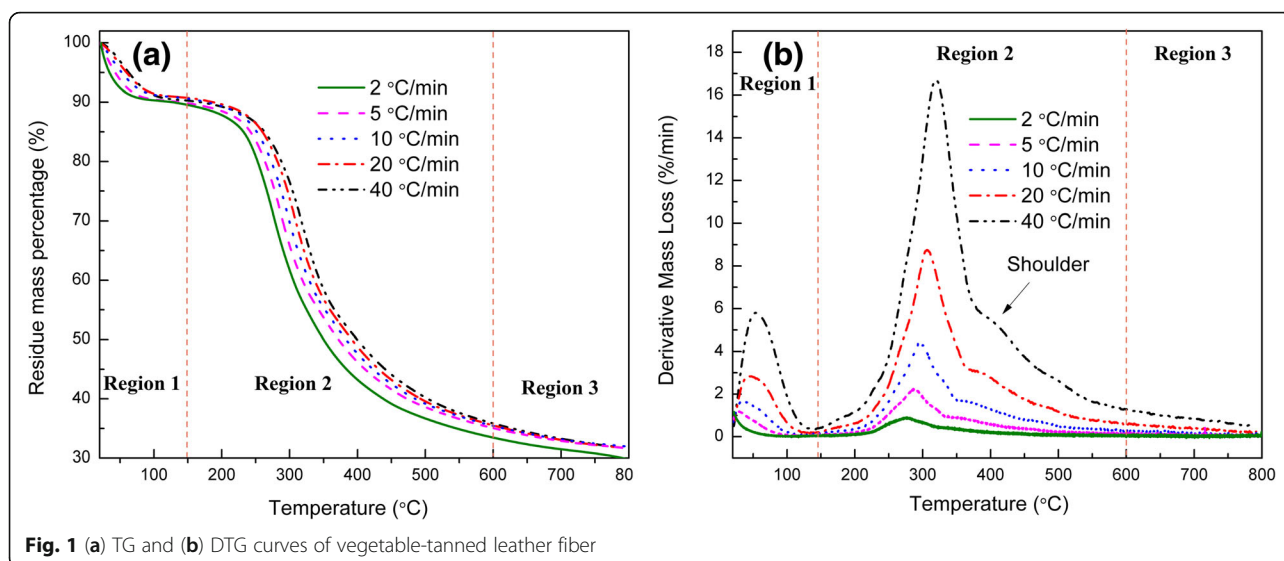 (a)
100
90
80
70
60
50
40
30
Residue mass percentage (%)
2 °C/min
5 °C/min
10 °C/min
20 °C/min
40 °C/min
Region 1
Region 2
Region 3
100 200 300 400 500 600 700 800
Temperature (°C)
(b)
18
16
14
12
10
8
6
4
2
0
Derivative Mass Loss (%/min)
Region 1
Region 2
Region 3
2 °C/min
5 °C/min
10 °C/min
20 °C/min
40 °C/min
Shoulder
100 200 300 400 500 600 700 800
Temperature (°C)
Fig. 1 (a) TG and (b) DTG curves of vegetable-tanned leather fiber